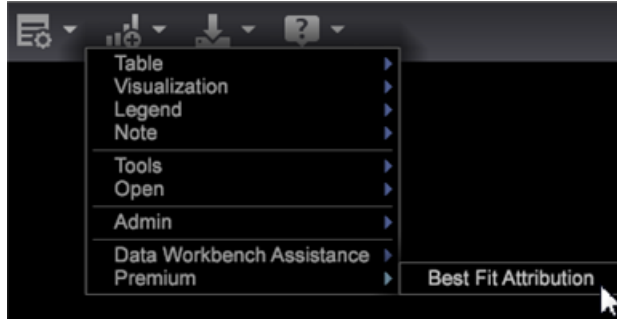 ?
Table
Visualization
Legend
Note
Tools
Open
Admin
Data Workbench Assistance
Premium
Best Fit Attribution